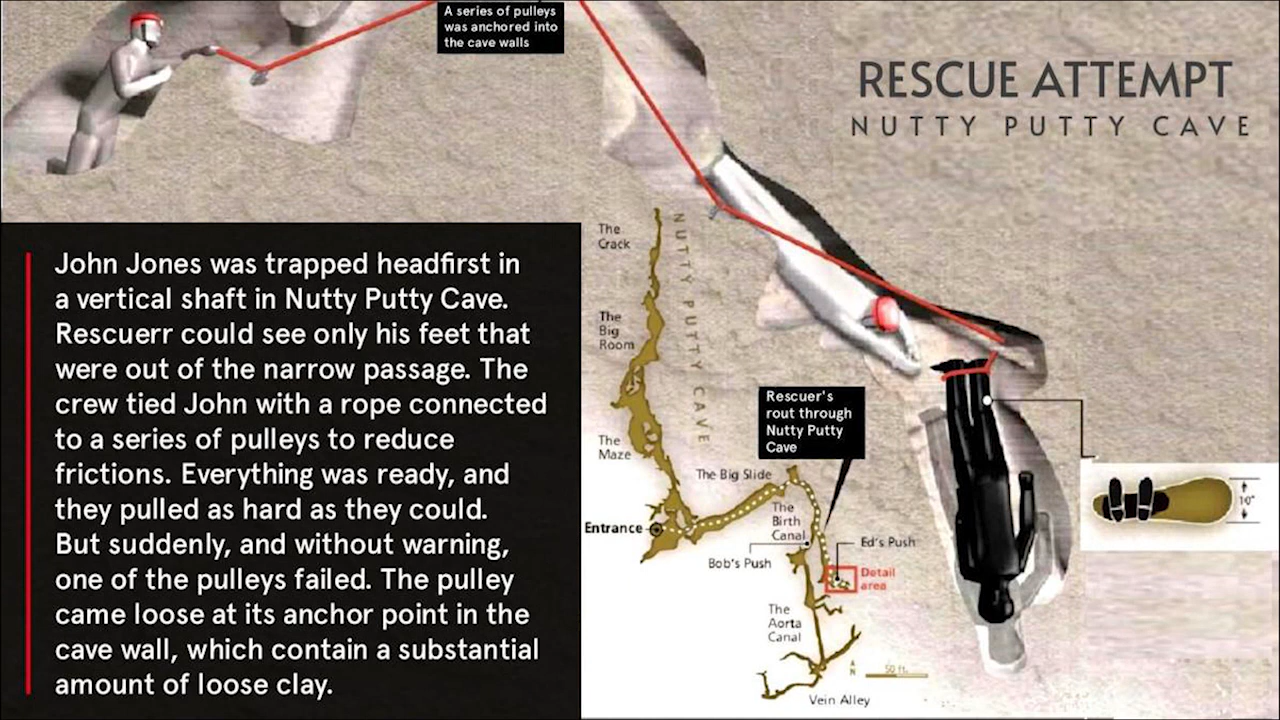 A series of pulleys
was anchored into
the cave walls
RESCUE ATTEMPT
NUTTY PUTTY CAVE
John Jones was trapped headfirst in
a vertical shaft in Nutty Putty Cave.
Rescuerr could see only his feet that
were out of the narrow passage. The
crew tied John with a rope connected
to a series of pulleys to reduce
frictions. Everything was ready, and
they pulled as hard as they could.
But suddenly, and without warning,
one of the pulleys failed. The pulley
came loose at its anchor point in the
cave wall, which contain a substantial
amount of loose clay.
The
Crack
NUTTY PUTTY CAVE
The
Big
Room
The
Maze
Rescuer's
rout through
Nutty Putty
Cave
The Big Slide
Entrance
The
Birth
Canal
Bob's Push
Ed's Push
Detail
area
The
Aorta
Canal
N
50 ft.
Vein Alley
10"